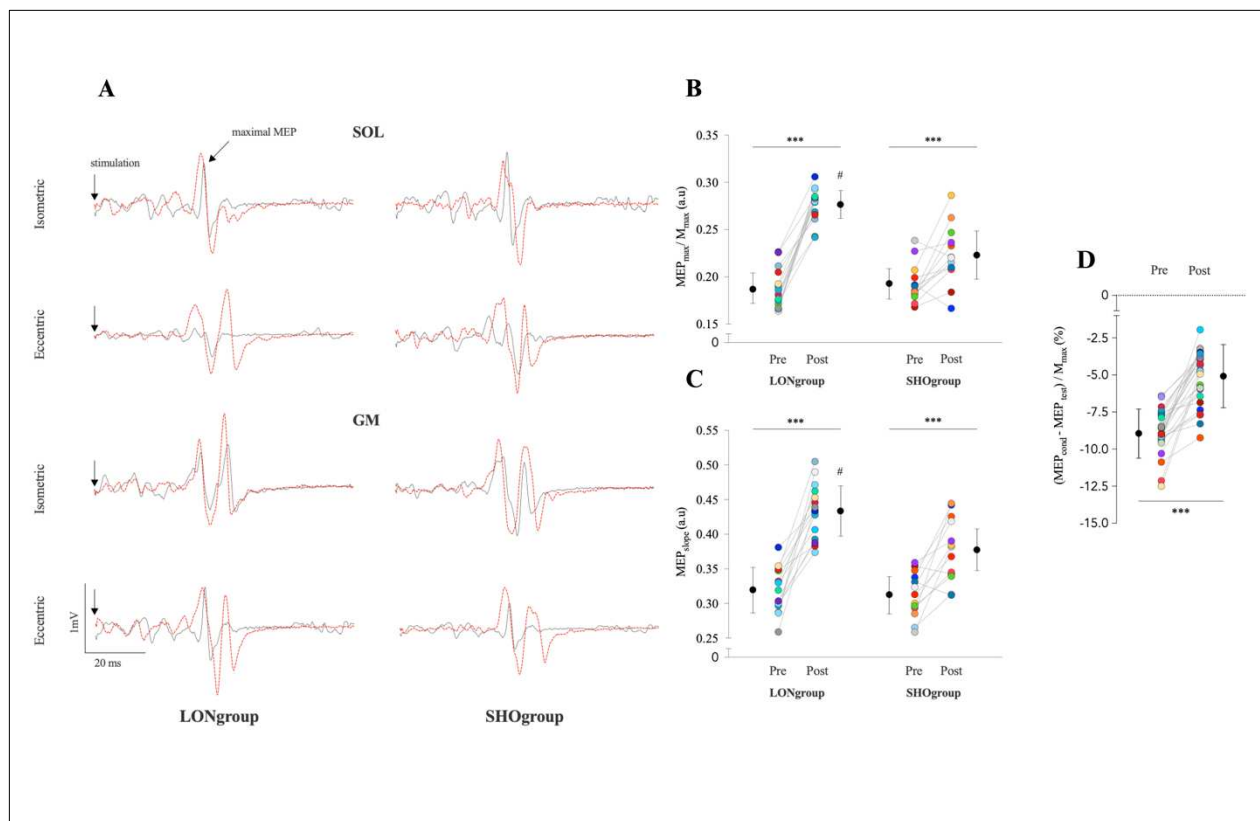 A
SOL
maximal MEP
stimulation
Isometric
Eccentric
GM
Isometric
Eccentric
1mV
20 ms
LONgroup
SHOgroup
B
0.35
0.30
0.25
0.20
0.15
0
MEPmax/ Mmax (a.u)
***
#
***
Pre
Post
Pre
Post
LONgroup
SHOgroup
C
0.55
0.50
0.45
0.40
0.35
0.30
0.25
0
MEPslope (a.u)
***
#
***
Pre
Post
Pre
Post
LONgroup
SHOgroup
D
Pre
Post
0
-2.5
-5.0
-7.5
-10.0
-12.5
-15.0
(MEPcond - MEPtest) / Mmax (%)
***